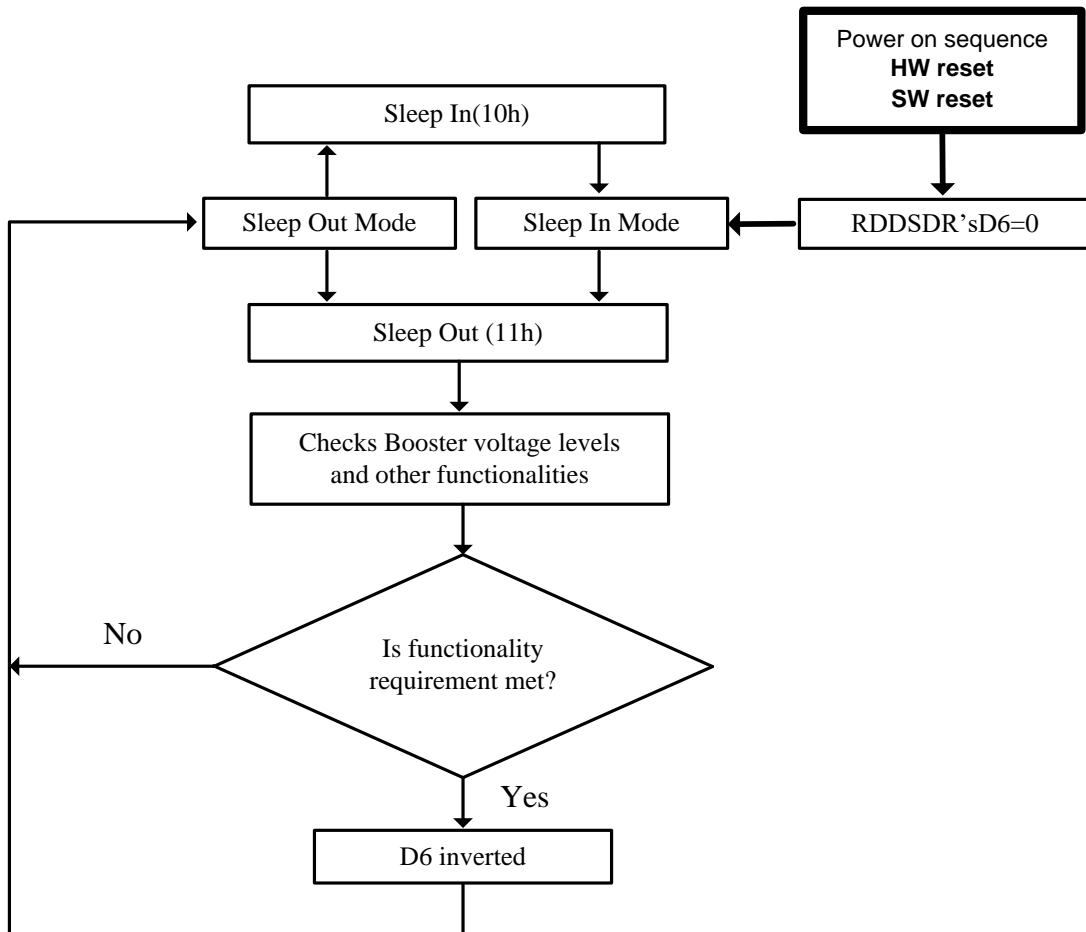 Power on sequence
HW reset
SW reset
Sleep In(10h)
Sleep Out Mode
Sleep In Mode
RDDSDR’sD6=0
Sleep Out (11h)
Checks Booster voltage levels
and other functionalities
No
Is functionality
requirement met?
Yes
D6 inverted